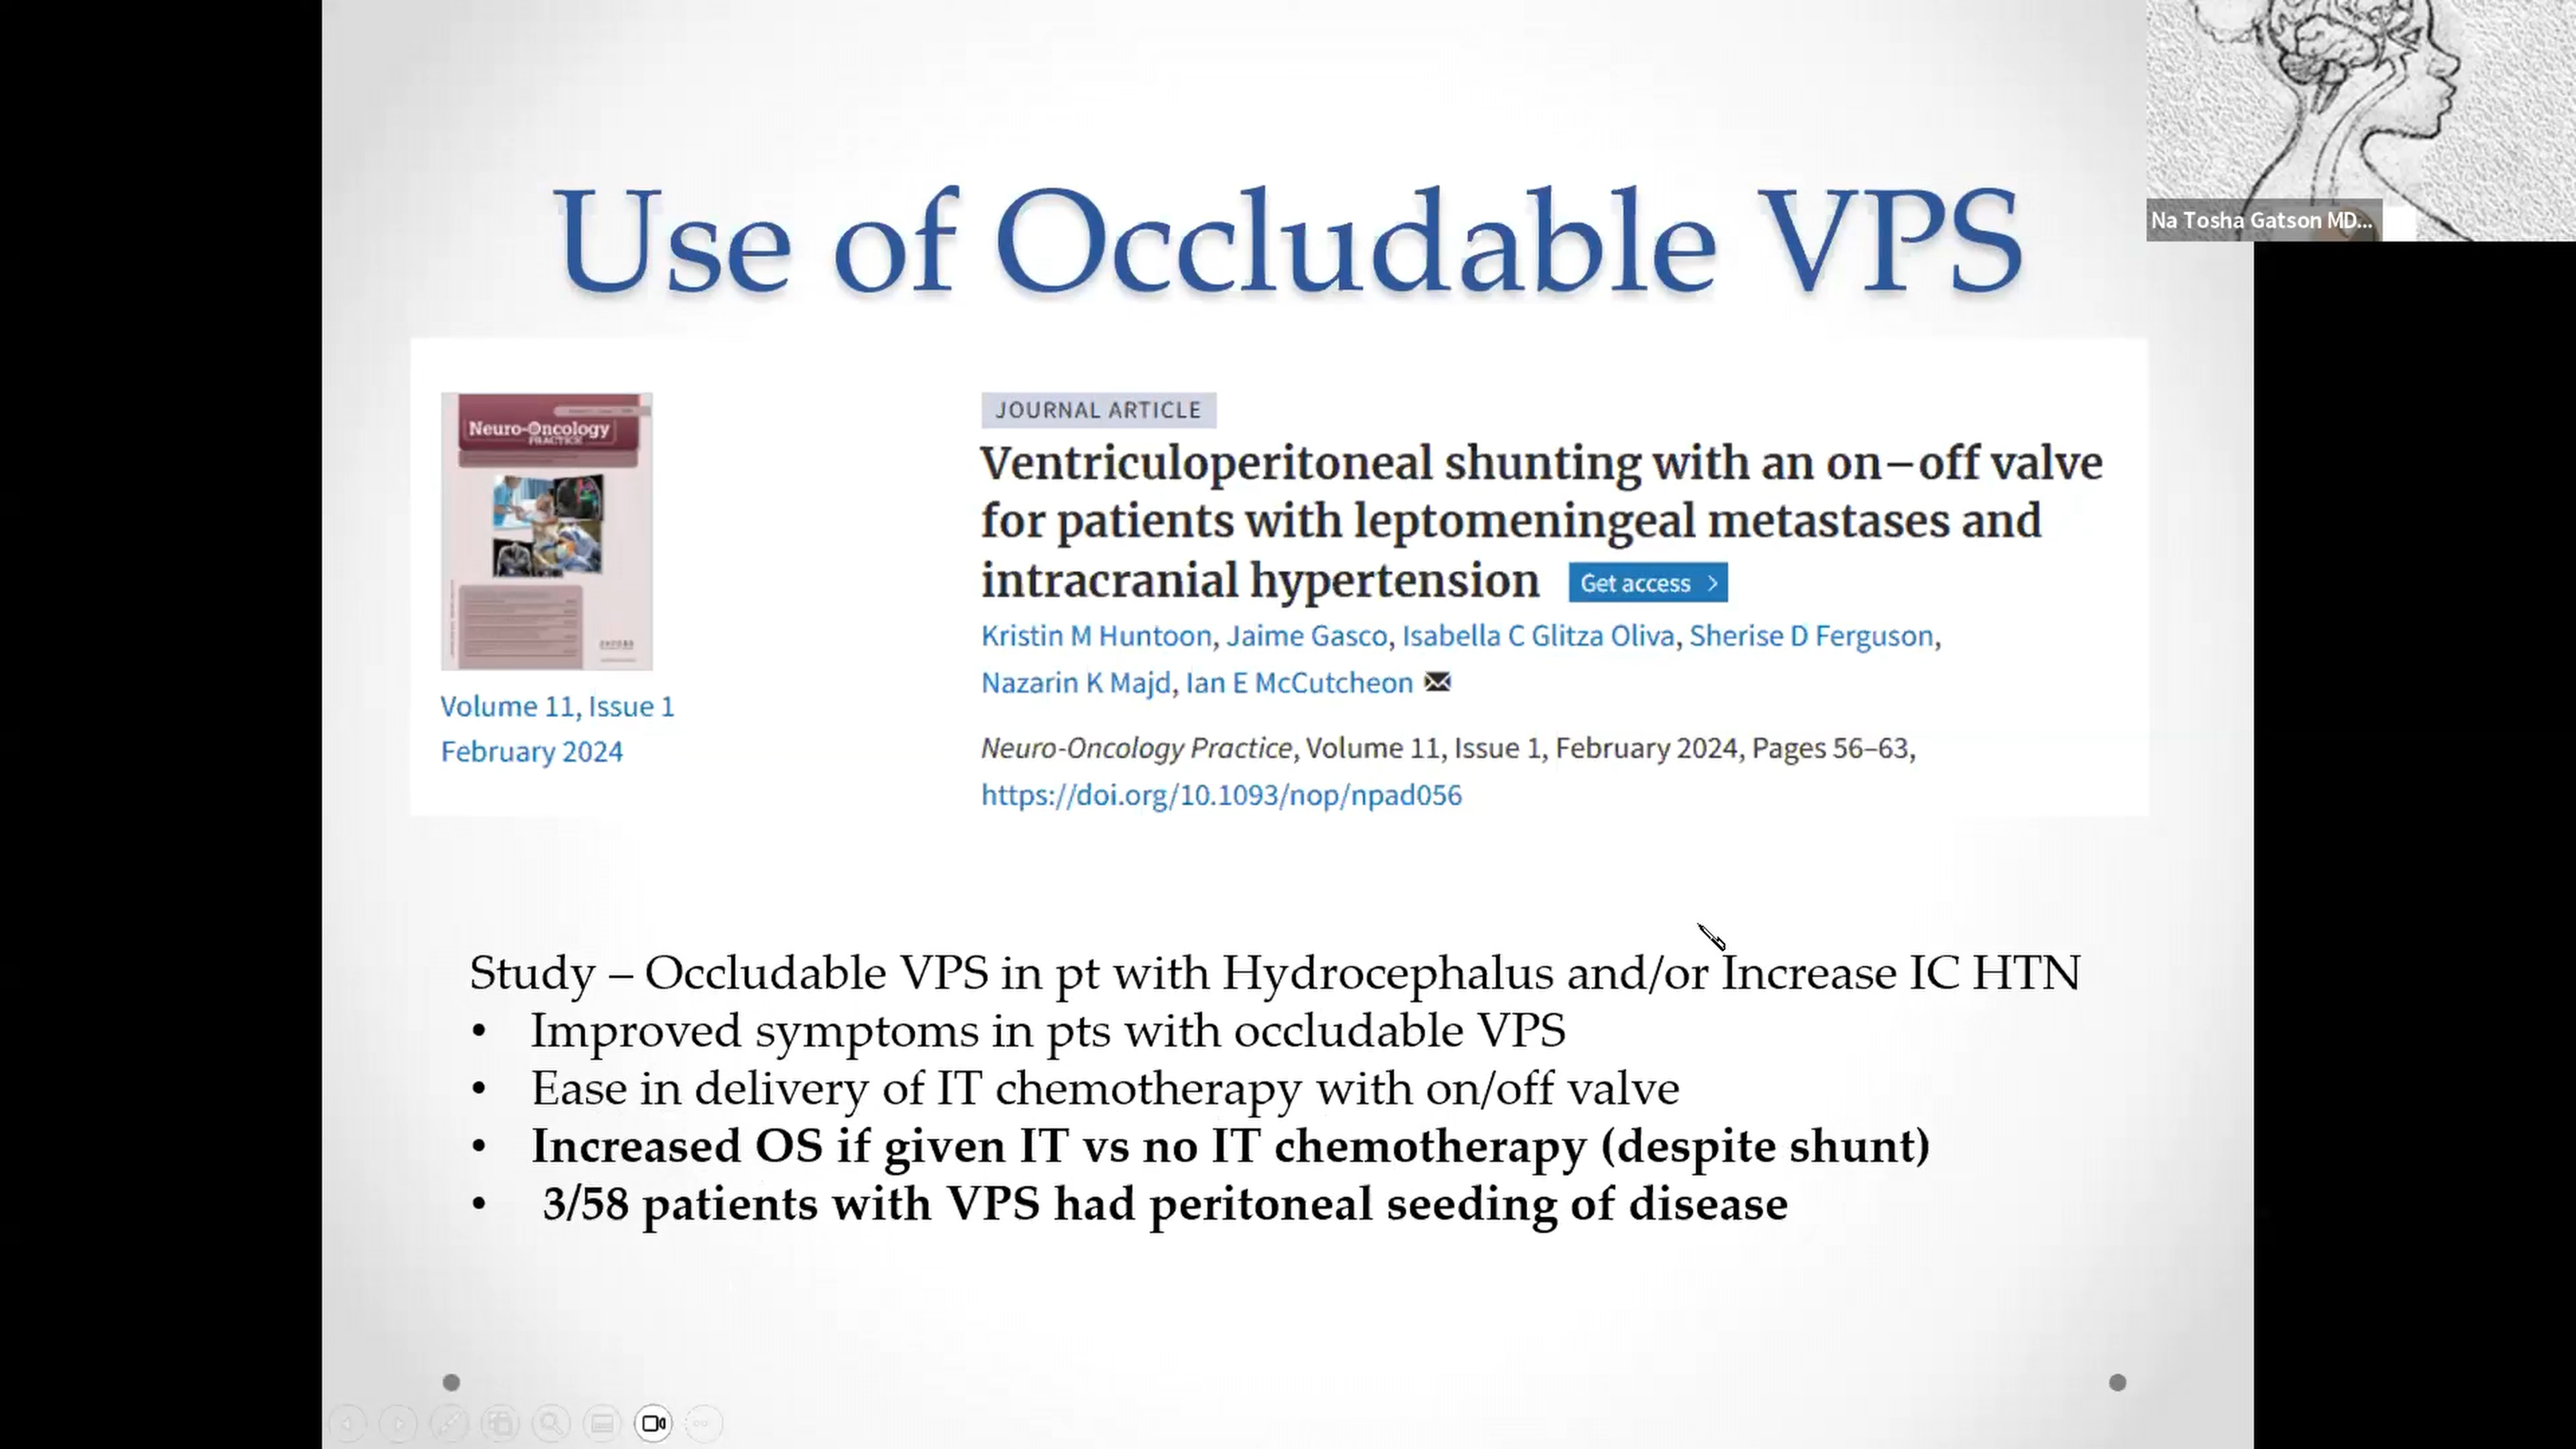 Use of Occludable VPS
Na Tosha Gatson MD...
Neuro-Oncology
PRACTICE
Volume 11, Issue 1
February 2024
JOURNAL ARTICLE
Ventriculoperitoneal shunting with an on–off valve
for patients with leptomeningeal metastases and
intracranial hypertension Get access >
Kristin M Huntoon, Jaime Gasco, Isabella C Glitza Oliva, Sherise D Ferguson,
Nazarin K Majd, Ian E McCutcheon
Neuro-Oncology Practice, Volume 11, Issue 1, February 2024, Pages 56–63,
https://doi.org/10.1093/nop/npad056
Study – Occludable VPS in pt with Hydrocephalus and/or Increase IC HTN
• Improved symptoms in pts with occludable VPS
• Ease in delivery of IT chemotherapy with on/off valve
• Increased OS if given IT vs no IT chemotherapy (despite shunt)
• 3/58 patients with VPS had peritoneal seeding of disease